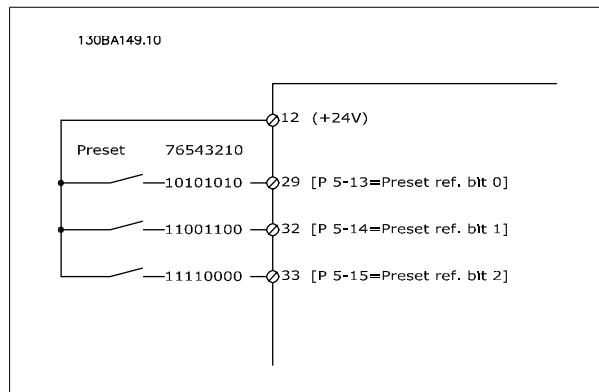 130BA149.10
12 (+24V)
Preset 76543210
10101010 29 [P 5-13=Preset ref. bit 0]
11001100 32 [P 5-14=Preset ref. bit 1]
11110000 33 [P 5-15=Preset ref. bit 2]